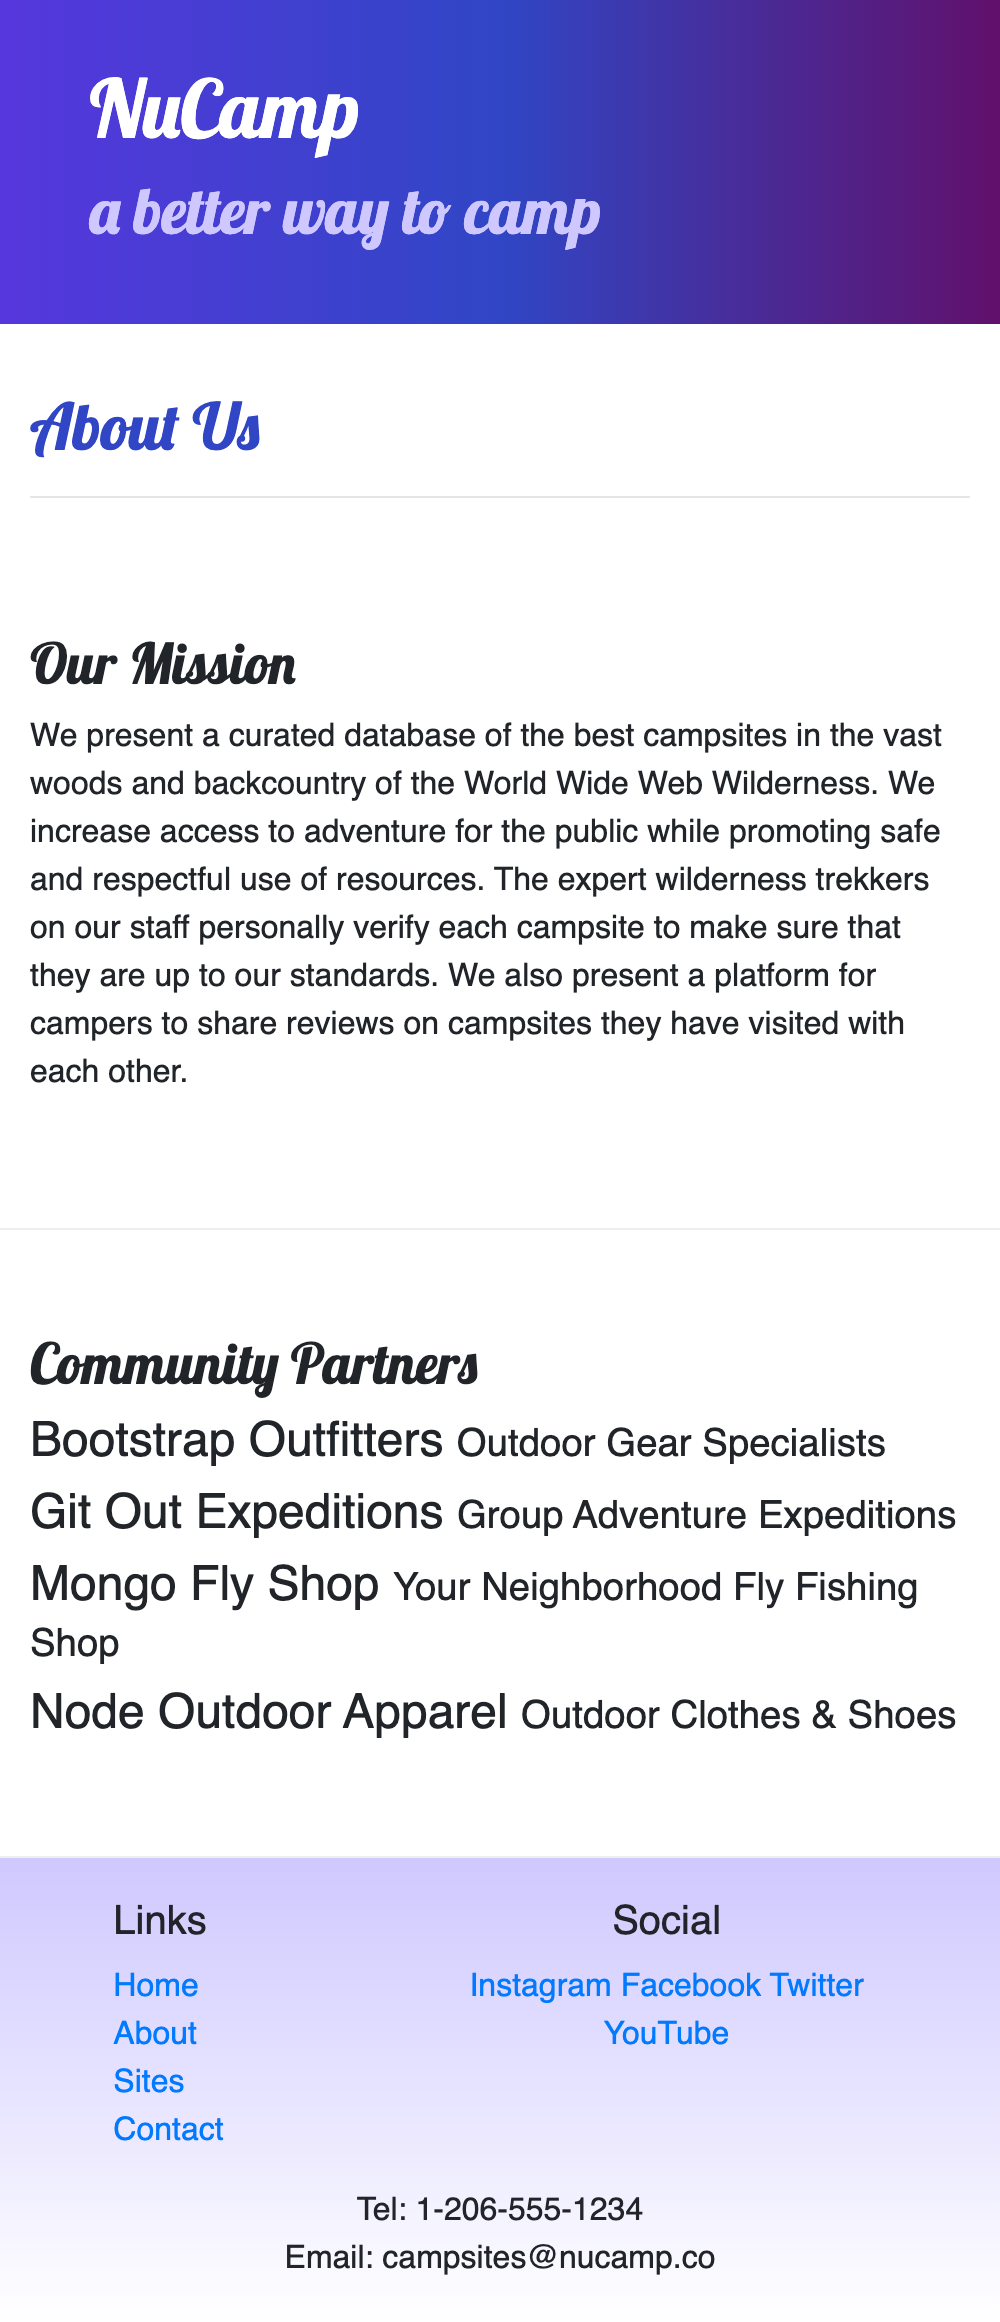 NuCamp
a better way to camp
About Us
Our Mission
We present a curated database of the best campsites in the vast
woods and backcountry of the World Wide Web Wilderness. We
increase access to adventure for the public while promoting safe
and respectful use of resources. The expert wilderness trekkers
on our staff personally verify each campsite to make sure that
they are up to our standards. We also present a platform for
campers to share reviews on campsites they have visited with
each other.
Community Partners
Bootstrap Outfitters Outdoor Gear Specialists
Git Out Expeditions Group Adventure Expeditions
Mongo Fly Shop Your Neighborhood Fly Fishing
Shop
Node Outdoor Apparel Outdoor Clothes & Shoes
Links
Home
About
Sites
Contact
Social
Instagram Facebook Twitter
YouTube
Tel: 1-206-555-1234
Email: campsites@nucamp.co